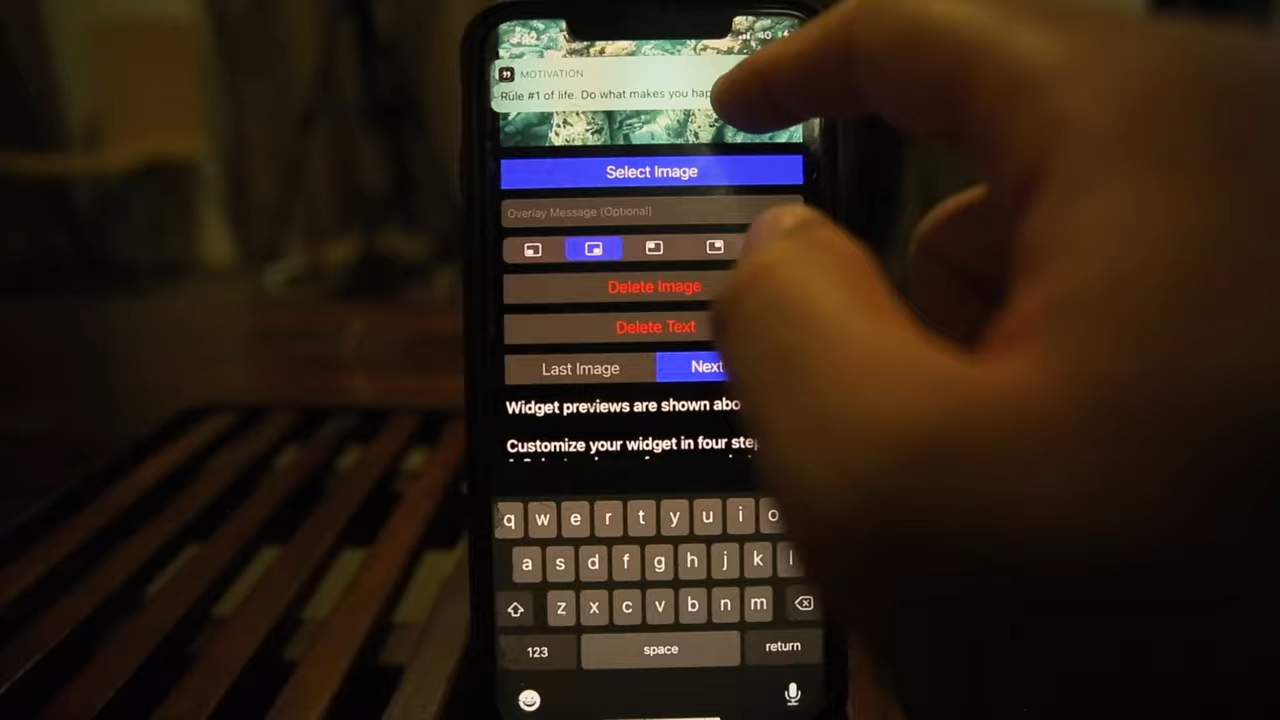 MOTIVATION
Rule #1 of life. Do what makes you hap
Select Image
Overlay Message (Optional)
Delete Image
Delete Text
Last Image Next
Widget previews are shown abo
Customize your widget in four step
q w e r t y u i o
a s d f g h j k l
z x c v b n m
123 space return